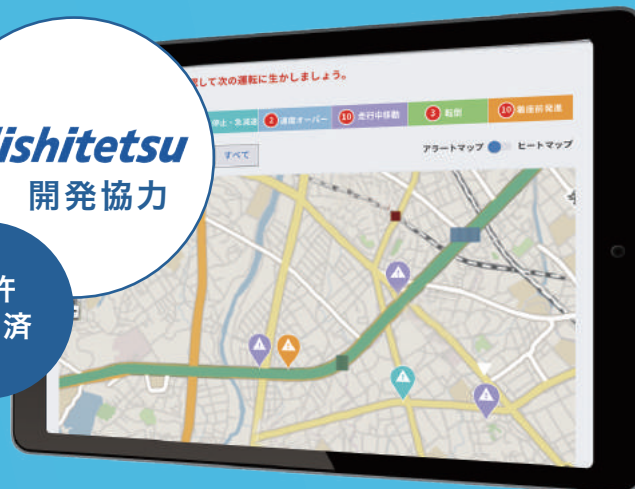 して次の運転に生かしましょう。
停止・急減速
2 速度オーバー
10 走行中移動
3 転倒
10 着座前発進
すべて
アラートマップ
ヒートマップ
ishitetsu
開発協力
許
済